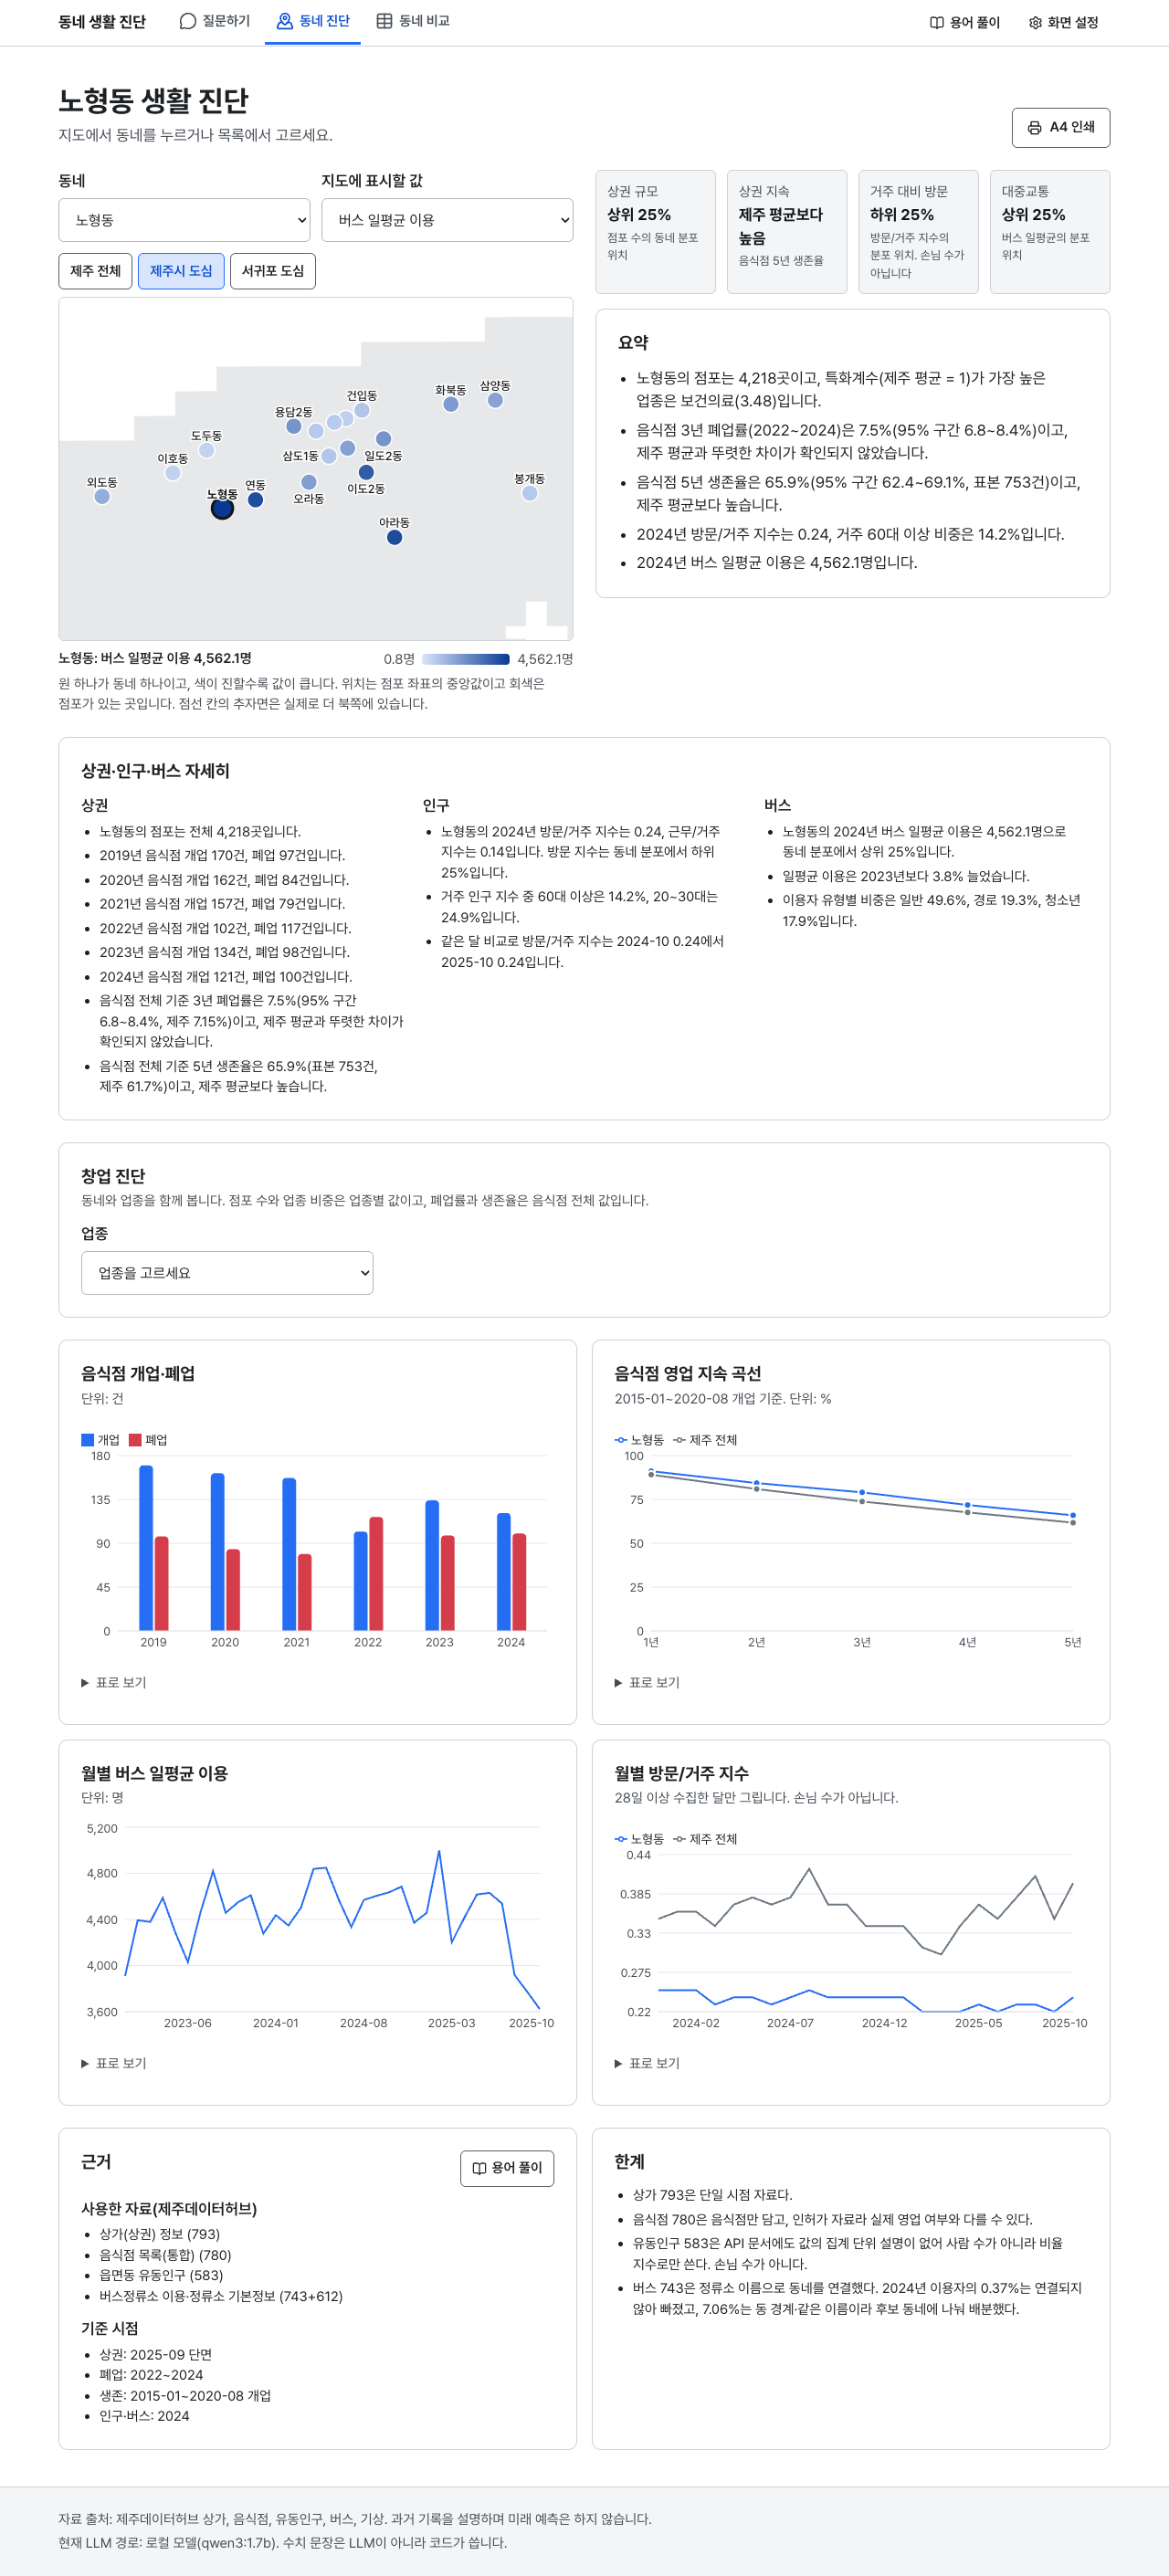 동네 생활 진단
질문하기
동네 진단
동네 비교
용어 풀이
화면 설정
노형동 생활 진단
지도에서 동네를 누르거나 목록에서 고르세요.
A4 인쇄
동네
노형동
지도에 표시할 값
버스 일평균 이용
제주 전체
제주시 도심
서귀포 도심
상권 규모
상위 25%
점포 수의 동네 분포
위치
상권 지속
제주 평균보다
높음
음식점 5년 생존율
거주 대비 방문
하위 25%
방문/거주 지수의
분포 위치. 손님 수가
아닙니다
대중교통
상위 25%
버스 일평균의 분포
위치
건입동
화북동
삼양동
용담2동
도두동
이호동
삼도1동
일도2동
외도동
노형동
연동
오라동
이도2동
봉개동
아라동
노형동: 버스 일평균 이용 4,562.1명
0.8명
4,562.1명
원 하나가 동네 하나이고, 색이 진할수록 값이 큽니다. 위치는 점포 좌표의 중앙값이고 회색은
점포가 있는 곳입니다. 점선 칸의 추자면은 실제로 더 북쪽에 있습니다.
요약
노형동의 점포는 4,218곳이고, 특화계수(제주 평균 = 1)가 가장 높은
업종은 보건의료(3.48)입니다.
음식점 3년 폐업률(2022~2024)은 7.5%(95% 구간 6.8~8.4%)이고,
제주 평균과 뚜렷한 차이가 확인되지 않았습니다.
음식점 5년 생존율은 65.9%(95% 구간 62.4~69.1%, 표본 753건)이고,
제주 평균보다 높습니다.
2024년 방문/거주 지수는 0.24, 거주 60대 이상 비중은 14.2%입니다.
2024년 버스 일평균 이용은 4,562.1명입니다.
상권·인구·버스 자세히
상권
노형동의 점포는 전체 4,218곳입니다.
2019년 음식점 개업 170건, 폐업 97건입니다.
2020년 음식점 개업 162건, 폐업 84건입니다.
2021년 음식점 개업 157건, 폐업 79건입니다.
2022년 음식점 개업 102건, 폐업 117건입니다.
2023년 음식점 개업 134건, 폐업 98건입니다.
2024년 음식점 개업 121건, 폐업 100건입니다.
음식점 전체 기준 3년 폐업률은 7.5%(95% 구간
6.8~8.4%, 제주 7.15%)이고, 제주 평균과 뚜렷한 차이가
확인되지 않았습니다.
음식점 전체 기준 5년 생존율은 65.9%(표본 753건,
제주 61.7%)이고, 제주 평균보다 높습니다.
인구
노형동의 2024년 방문/거주 지수는 0.24, 근무/거주
지수는 0.14입니다. 방문 지수는 동네 분포에서 하위
25%입니다.
거주 인구 지수 중 60대 이상은 14.2%, 20~30대는
24.9%입니다.
같은 달 비교로 방문/거주 지수는 2024-10 0.24에서
2025-10 0.24입니다.
버스
노형동의 2024년 버스 일평균 이용은 4,562.1명으로
동네 분포에서 상위 25%입니다.
일평균 이용은 2023년보다 3.8% 늘었습니다.
이용자 유형별 비중은 일반 49.6%, 경로 19.3%, 청소년
17.9%입니다.
창업 진단
동네와 업종을 함께 봅니다. 점포 수와 업종 비중은 업종별 값이고, 폐업률과 생존율은 음식점 전체 값입니다.
업종
업종을 고르세요
음식점 개업·폐업
단위: 건
개업 폐업
180
135
90
45
0
2019 2020 2021 2022 2023 2024
표로 보기
음식점 영업 지속 곡선
2015-01~2020-08 개업 기준. 단위: %
노형동 제주 전체
100
75
50
25
0
1년 2년 3년 4년 5년
표로 보기
월별 버스 일평균 이용
단위: 명
5,200
4,800
4,400
4,000
3,600
2023-06 2024-01 2024-08 2025-03 2025-10
표로 보기
월별 방문/거주 지수
28일 이상 수집한 달만 그립니다. 손님 수가 아닙니다.
노형동 제주 전체
0.44
0.385
0.33
0.275
0.22
2024-02 2024-07 2024-12 2025-05 2025-10
표로 보기
근거
용어 풀이
사용한 자료(제주데이터허브)
상가(상권) 정보 (793)
음식점 목록(통합) (780)
읍면동 유동인구 (583)
버스정류소 이용·정류소 기본정보 (743+612)
기준 시점
상권: 2025-09 단면
폐업: 2022~2024
생존: 2015-01~2020-08 개업
인구·버스: 2024
한계
상가 793은 단일 시점 자료다.
음식점 780은 음식점만 담고, 인허가 자료라 실제 영업 여부와 다를 수 있다.
유동인구 583은 API 문서에도 값의 집계 단위 설명이 없어 사람 수가 아니라 비율
지수로만 쓴다. 손님 수가 아니다.
버스 743은 정류소 이름으로 동네를 연결했다. 2024년 이용자의 0.37%는 연결되지
않아 빠졌고, 7.06%는 동 경계·같은 이름이라 후보 동네에 나눠 배분했다.
자료 출처: 제주데이터허브 상가, 음식점, 유동인구, 버스, 기상. 과거 기록을 설명하며 미래 예측은 하지 않습니다.
현재 LLM 경로: 로컬 모델(qwen3:1.7b). 수치 문장은 LLM이 아니라 코드가 씁니다.